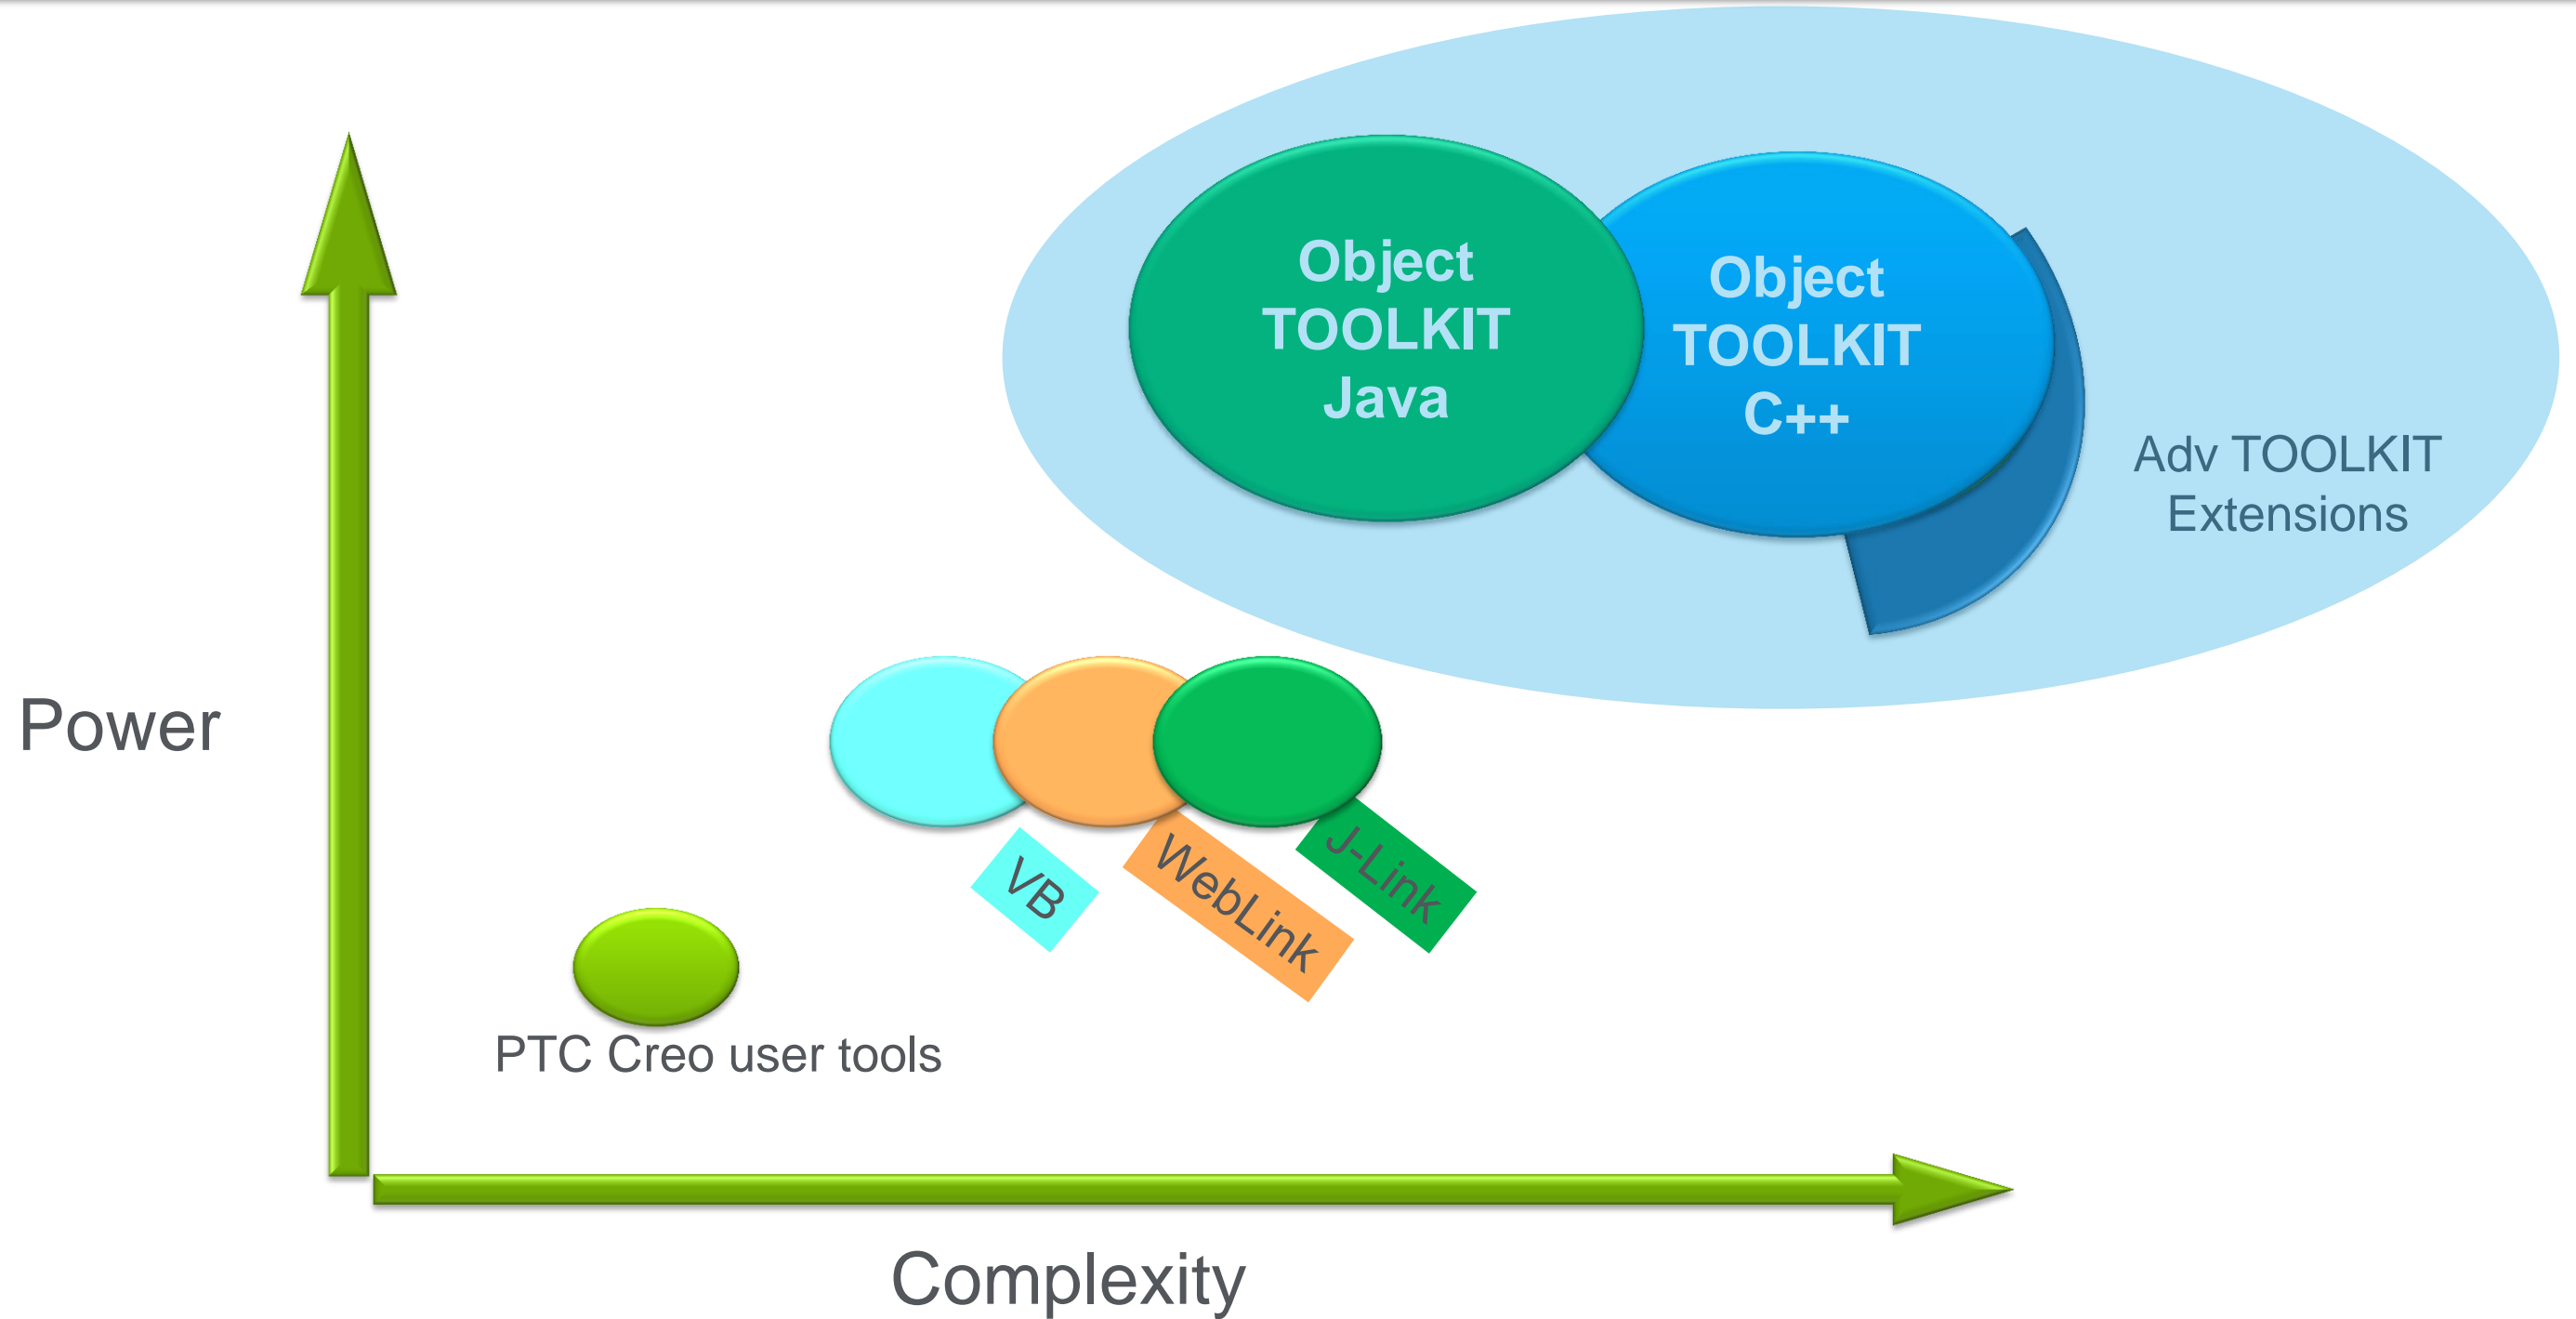 Object
TOOLKIT
Java
Object
TOOLKIT
C++
Adv TOOLKIT
Extensions
Power
VB
WebLink
J-Link
PTC Creo user tools
Complexity